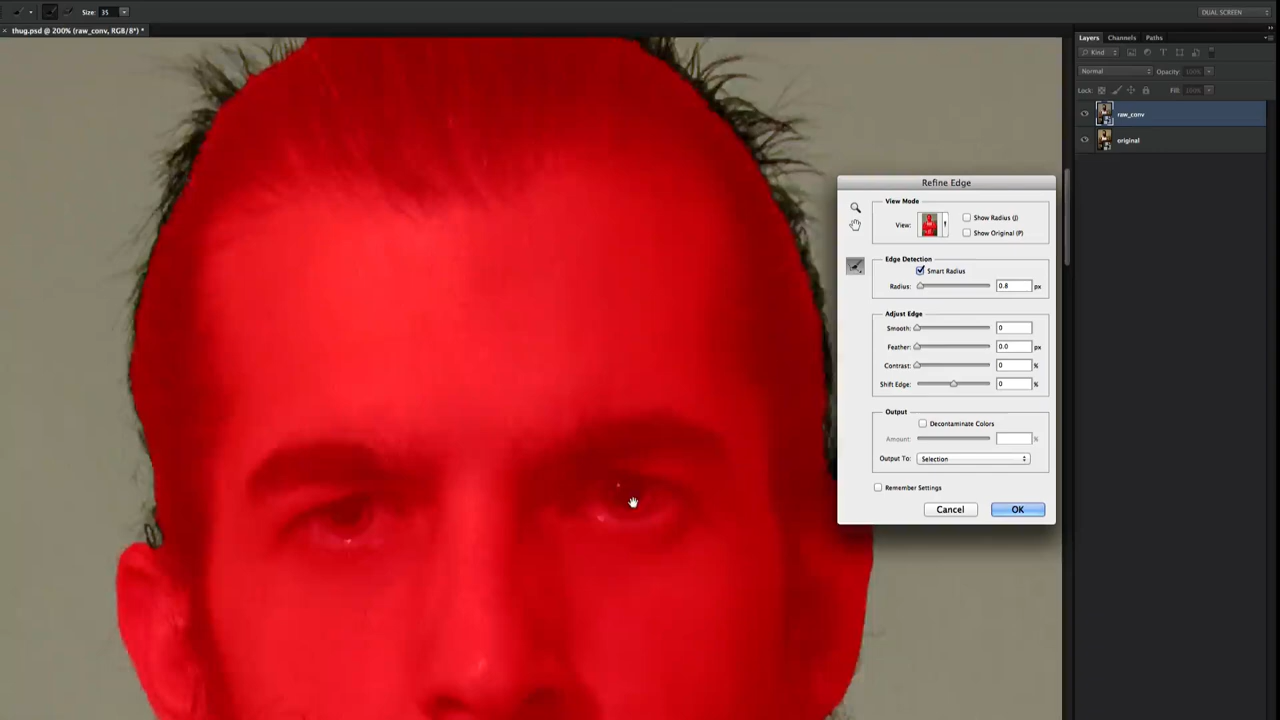 Size: 35
DUAL SCREEN
thug.psd @ 200% (raw_conv, RGB/8*) *
Layers Channels Paths
Kind
Normal Opacity: 100%
Lock: Fill: 100%
raw_conv
original
Refine Edge
View Mode
View:
Show Radius (J)
Show Original (P)
Edge Detection
Smart Radius
Radius: 0.8 px
Adjust Edge
Smooth: 0
Feather: 0.0 px
Contrast: 0 %
Shift Edge: 0 %
Output
Decontaminate Colors
Amount: %
Output To: Selection
Remember Settings
Cancel OK